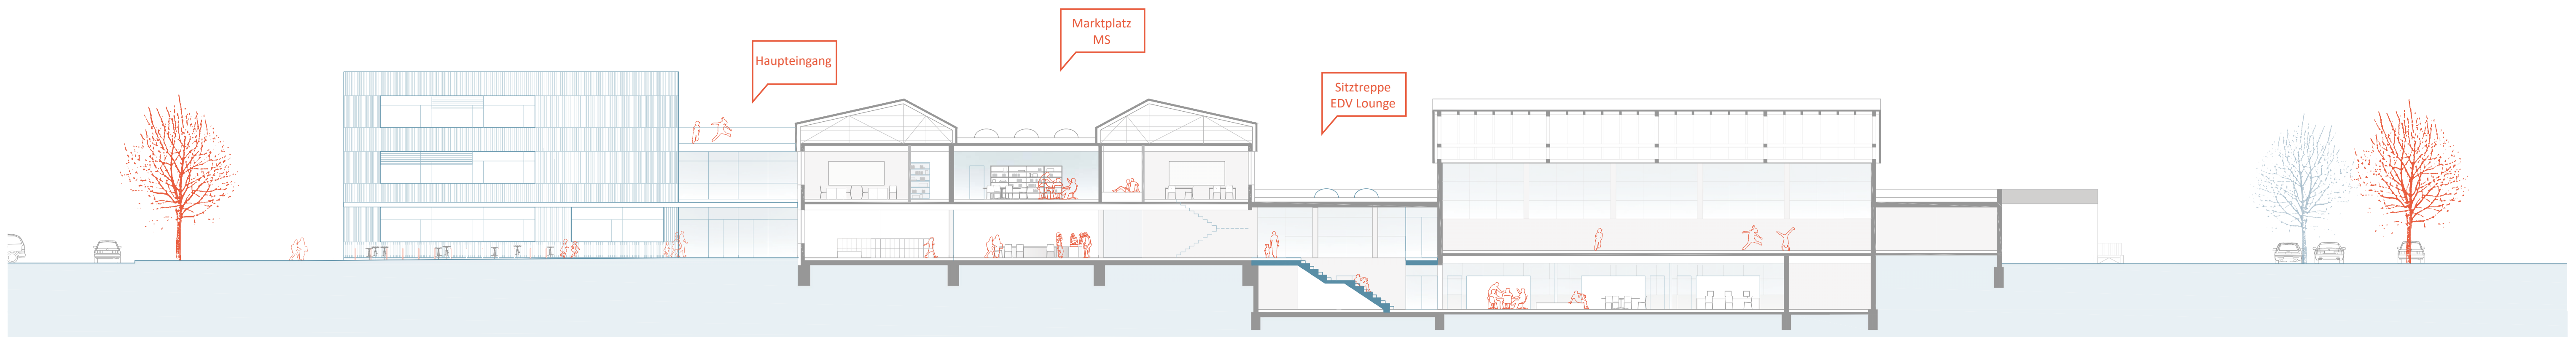 Haupteingang
Marktplatz
MS
Sitztreppe
EDV Lounge